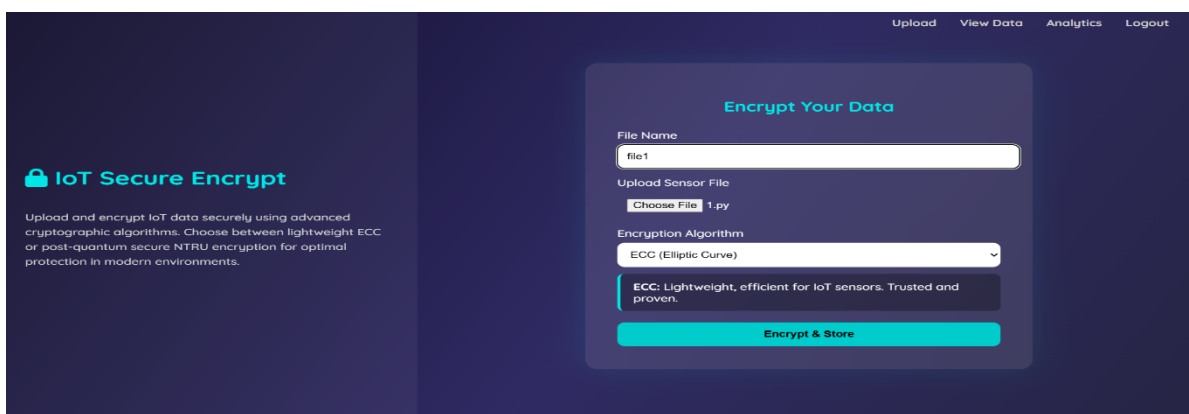 Upload View Data Analytics Logout
IoT Secure Encrypt
Upload and encrypt IoT data securely using advanced
cryptographic algorithms. Choose between lightweight ECC
or post-quantum secure NTRU encryption for optimal
protection in modern environments.
Encrypt Your Data
File Name
file1
Upload Sensor File
Choose File 1.py
Encryption Algorithm
ECC (Elliptic Curve)
ECC: Lightweight, efficient for IoT sensors. Trusted and
proven.
Encrypt & Store